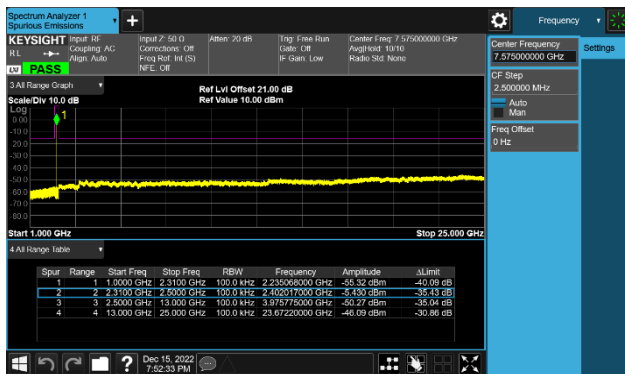 Spectrum Analyzer 1
Spurious Emissions
Frequency
KEYSIGHT
RL
PASS
Input: RF
Coupling: AC
Align: Auto
Input Z: 50 Ω
Corrections: Off
Freq Ref: Int (S)
NFE: Off
Atten: 20 dB
Trig: Free Run
Gate: Off
IF Gain: Low
Center Freq: 7.575000000 GHz
Avg|Hold: 10/10
Radio Std: None
Center Frequency
7.575000000 GHz
Settings
CF Step
2.500000 MHz
Auto
Man
Freq Offset
0 Hz
3 All Range Graph
Scale/Div 10.0 dB
Ref Lvl Offset 21.00 dB
Ref Value 10.00 dBm
Log
1
0.00
-10.0
-20.0
-30.0
-40.0
-50.0
-60.0
-70.0
-80.0
Start 1.000 GHz
Stop 25.000 GHz
4 All Range Table
Spur Range Start Freq Stop Freq RBW Frequency Amplitude ΔLimit
1 1 1.0000 GHz 2.3100 GHz 100.0 kHz 2.235068000 GHz -55.32 dBm -40.09 dB
2 2 2.3100 GHz 2.5000 GHz 100.0 kHz 2.402017000 GHz -5.430 dBm -35.43 dB
3 3 2.5000 GHz 13.000 GHz 100.0 kHz 3.975775000 GHz -50.27 dBm -35.04 dB
4 4 13.000 GHz 25.000 GHz 100.0 kHz 23.67220000 GHz -46.09 dBm -30.86 dB
?
Dec 15, 2022
7:52:33 PM